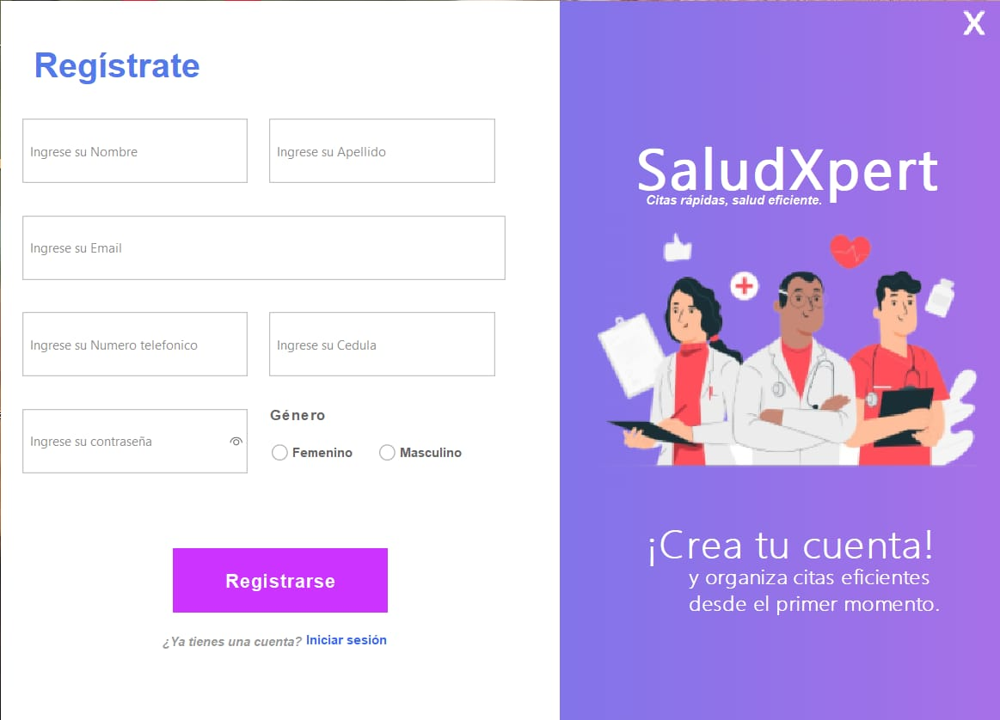 Regístrate
Ingrese su Nombre
Ingrese su Apellido
Ingrese su Email
Ingrese su Numero telefonico
Ingrese su Cedula
Ingrese su contraseña
Género
Femenino
Masculino
Registrarse
¿Ya tienes una cuenta? Iniciar sesión
X
SaludXpert
Citas rápidas, salud eficiente.
¡Crea tu cuenta!
y organiza citas eficientes
desde el primer momento.